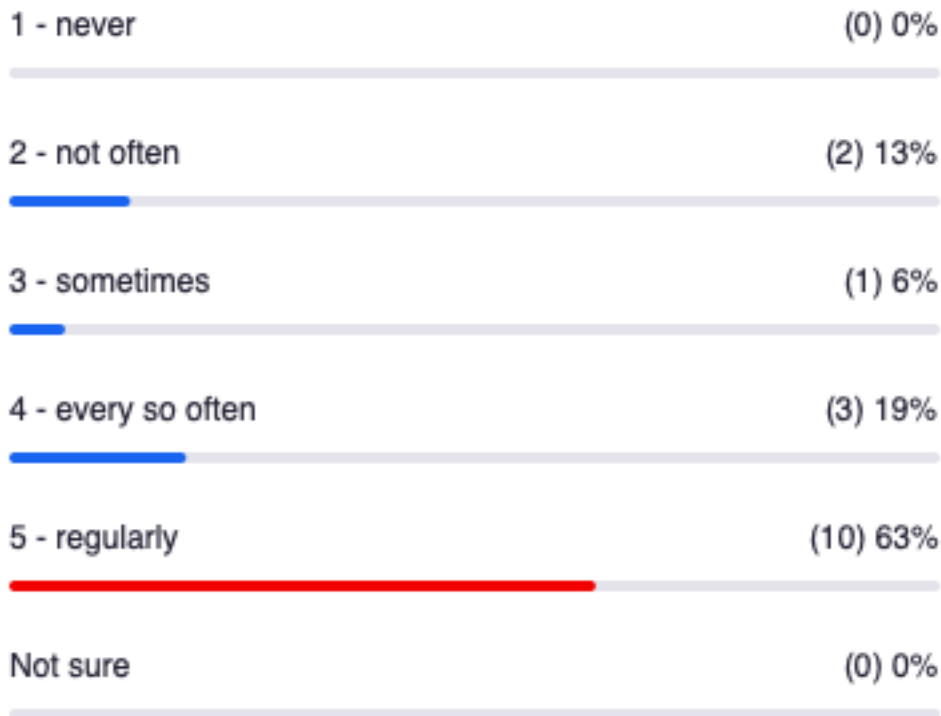 1 - never (0) 0%
2 - not often (2) 13%
3 - sometimes (1) 6%
4 - every so often (3) 19%
5 - regularly (10) 63%
Not sure (0) 0%